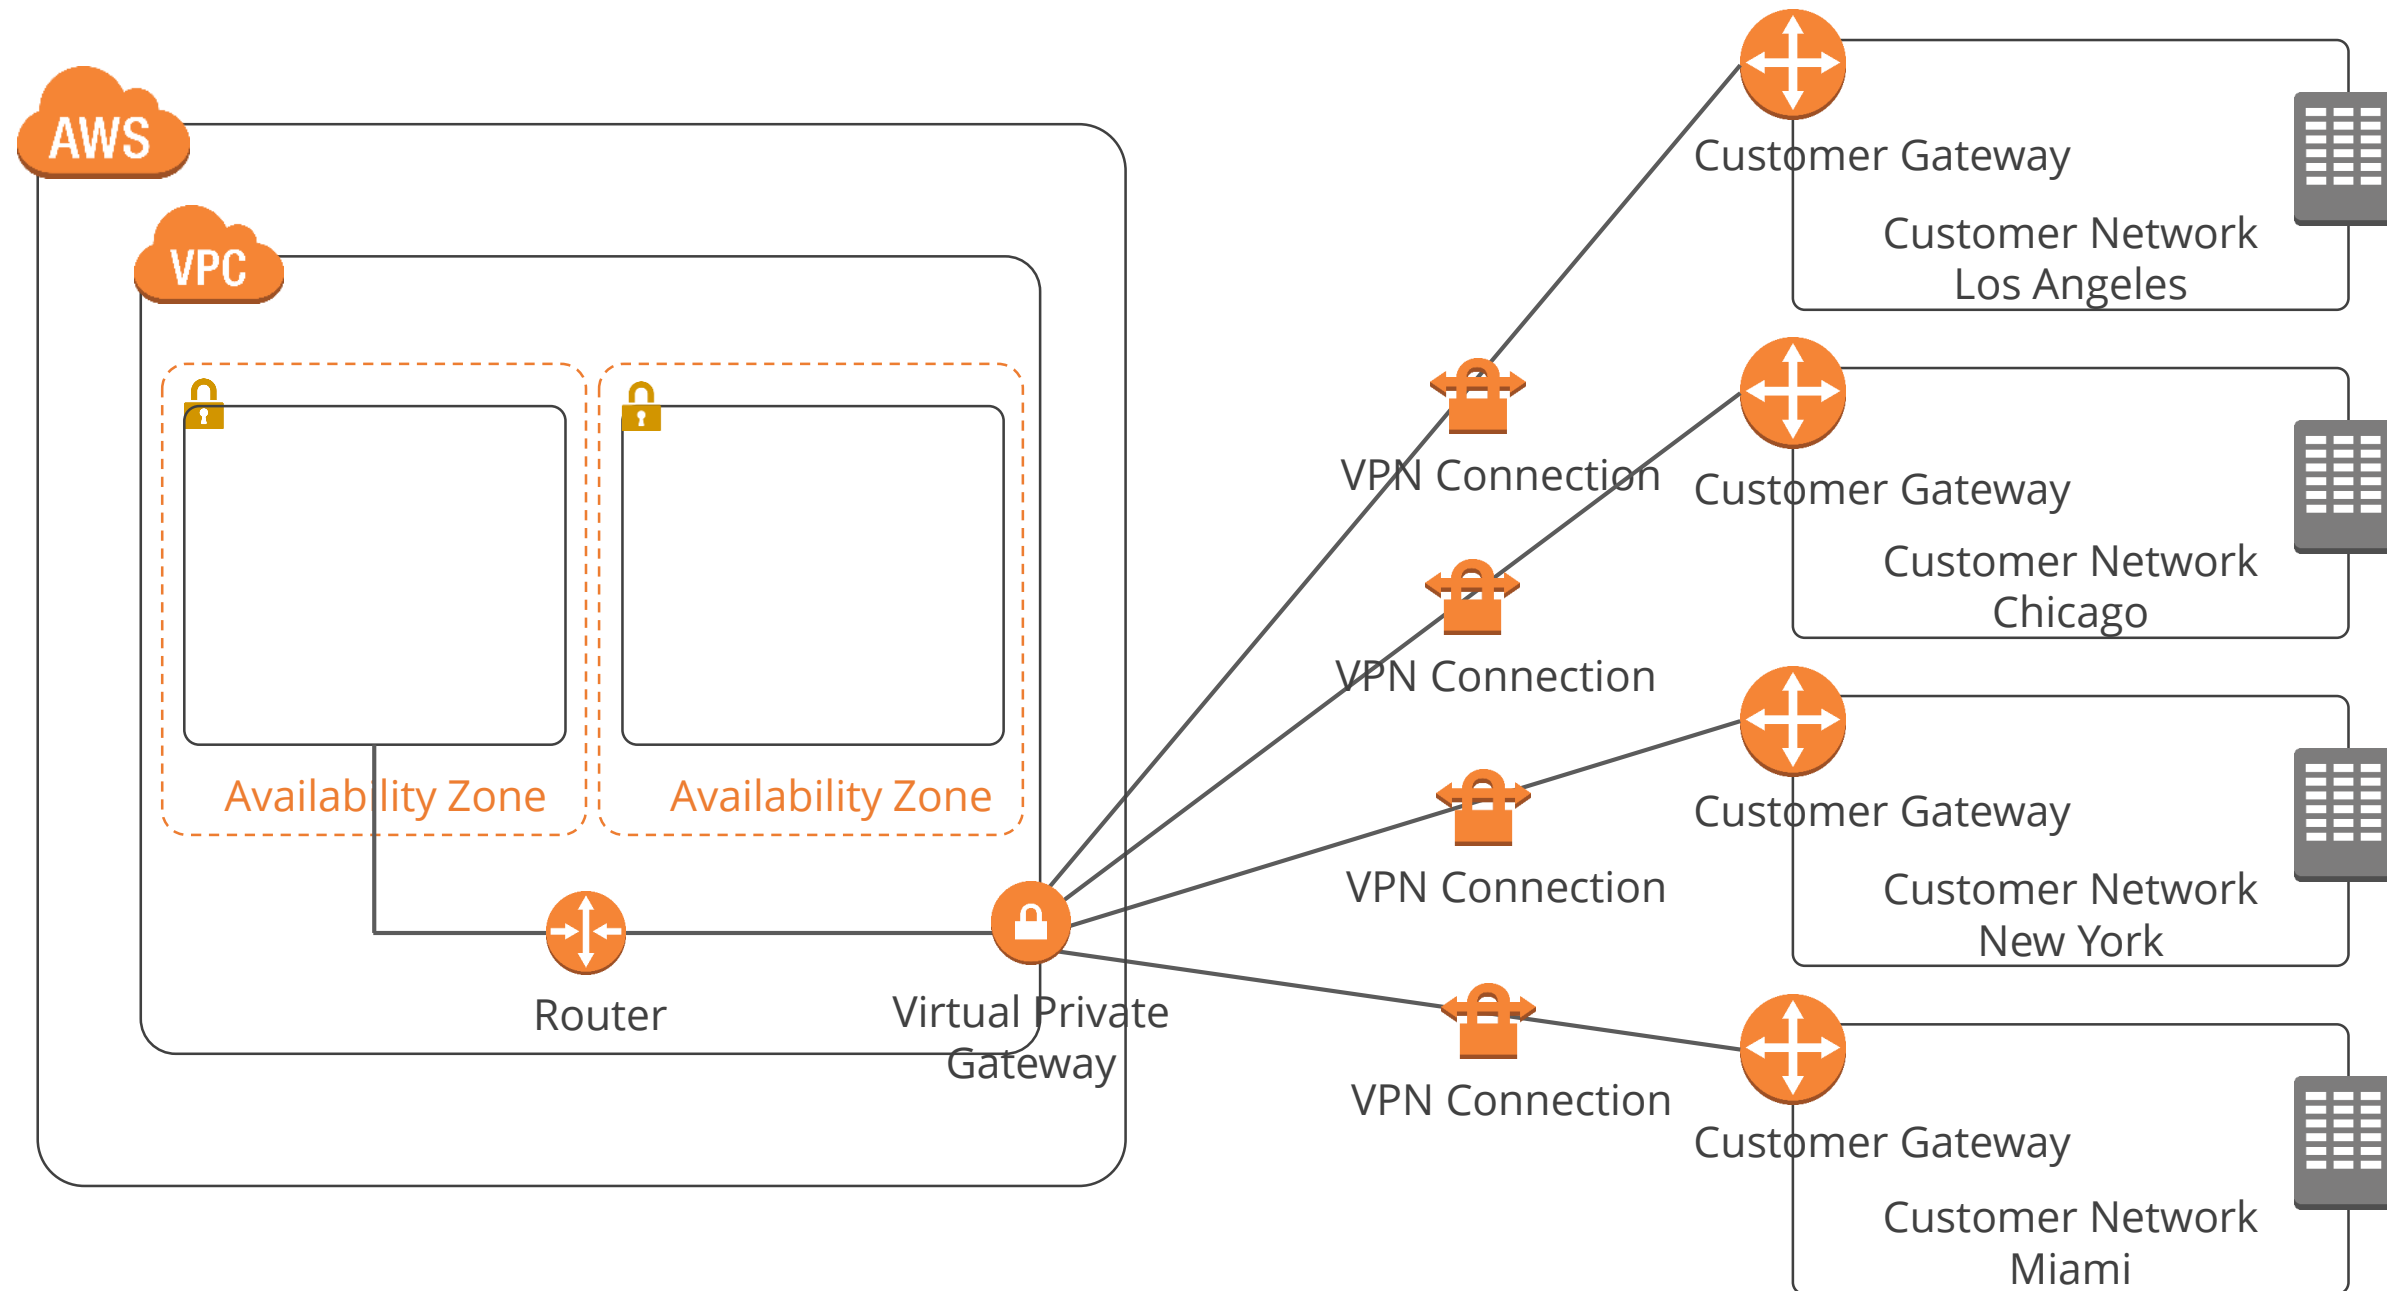 AWS
VPC
Availability Zone
Availability Zone
Router
Virtual Private
Gateway
VPN Connection
VPN Connection
VPN Connection
VPN Connection
Customer Gateway
Customer Network
Los Angeles
Customer Gateway
Customer Network
Chicago
Customer Gateway
Customer Network
New York
Customer Gateway
Customer Network
Miami